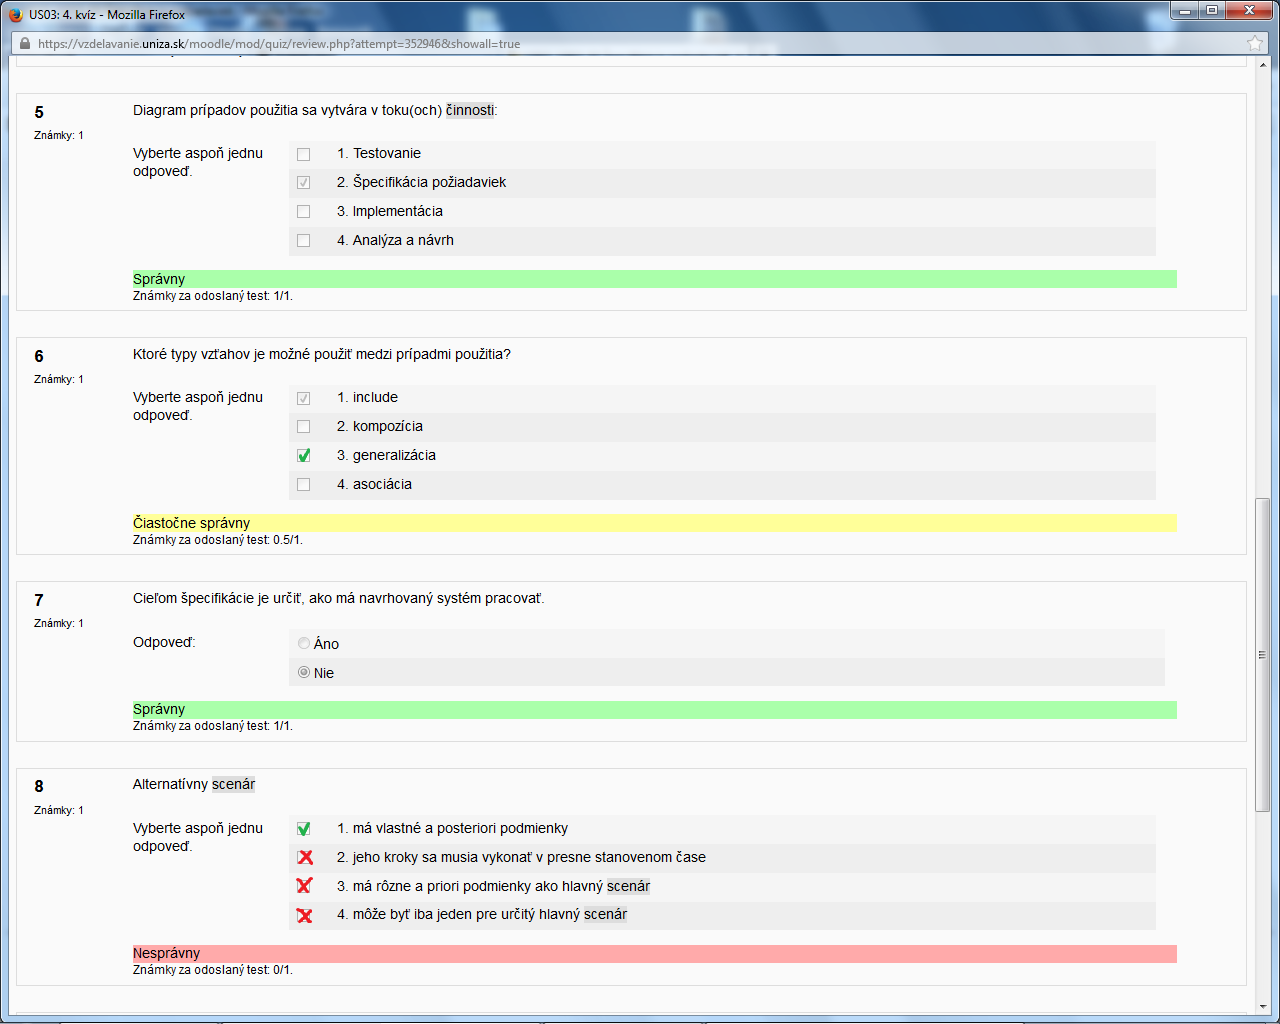 US03: 4. kvíz - Mozilla Firefox
https://vzdelavanie.uniza.sk/moodle/mod/quiz/review.php?attempt=352946&showall=true
5
Známky: 1
Diagram prípadov použitia sa vytvára v toku(och) činnosti:
Vyberte aspoň jednu
odpoveď.
1. Testovanie
2. Špecifikácia požiadaviek
3. Implementácia
4. Analýza a návrh
Správny
Známky za odoslaný test: 1/1.
6
Známky: 1
Ktoré typy vzťahov je možné použiť medzi prípadmi použitia?
Vyberte aspoň jednu
odpoveď.
1. include
2. kompozícia
3. generalizácia
4. asociácia
Čiastočne správny
Známky za odoslaný test: 0.5/1.
7
Známky: 1
Cieľom špecifikácie je určiť, ako má navrhovaný systém pracovať.
Odpoveď:
Áno
Nie
Správny
Známky za odoslaný test: 1/1.
8
Známky: 1
Alternatívny scenár
Vyberte aspoň jednu
odpoveď.
1. má vlastné a posteriori podmienky
2. jeho kroky sa musia vykonať v presne stanovenom čase
3. má rôzne a priori podmienky ako hlavný scenár
4. môže byť iba jeden pre určitý hlavný scenár
Nesprávny
Známky za odoslaný test: 0/1.